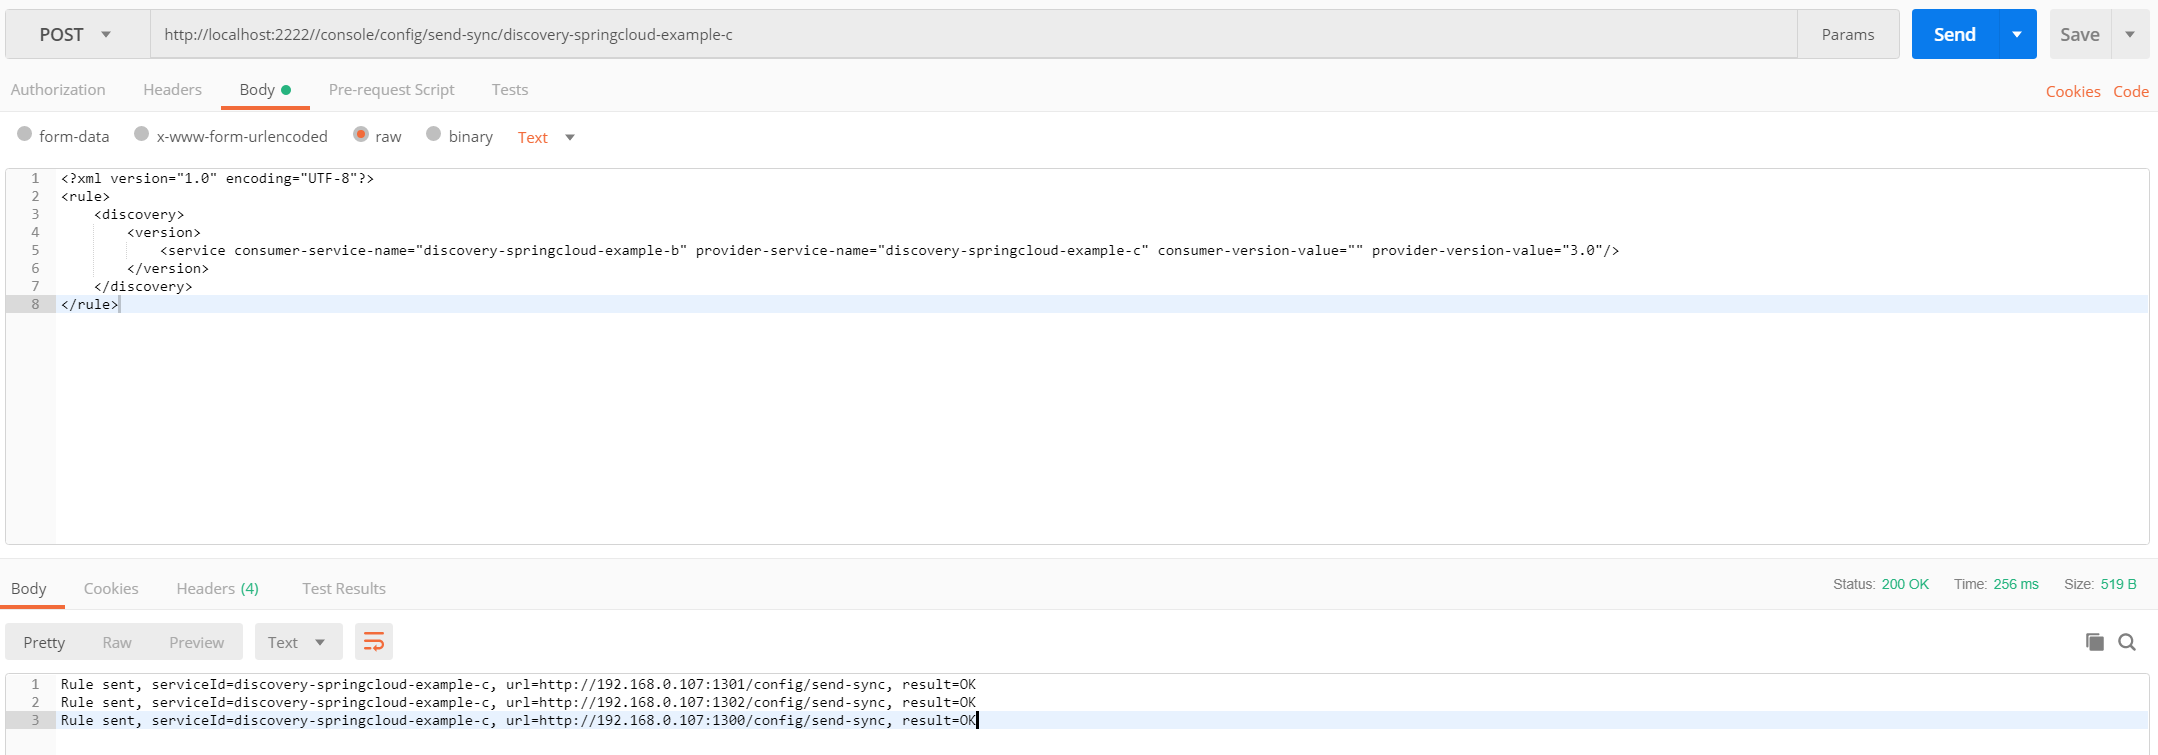 POST http://localhost:2222//console/config/send-sync/discovery-springcloud-example-c Params Send Save
Authorization Headers Body Pre-request Script Tests Cookies Code
form-data x-www-form-urlencoded raw binary Text
1 <?xml version="1.0" encoding="UTF-8"?>
2 <rule>
3     <discovery>
4         <version>
5             <service consumer-service-name="discovery-springcloud-example-b" provider-service-name="discovery-springcloud-example-c" consumer-version-value="" provider-version-value="3.0"/>
6         </version>
7     </discovery>
8 </rule>
Body Cookies Headers (4) Test Results Status: 200 OK Time: 256 ms Size: 519 B
Pretty Raw Preview Text
1 Rule sent, serviceId=discovery-springcloud-example-c, url=http://192.168.0.107:1301/config/send-sync, result=OK
2 Rule sent, serviceId=discovery-springcloud-example-c, url=http://192.168.0.107:1302/config/send-sync, result=OK
3 Rule sent, serviceId=discovery-springcloud-example-c, url=http://192.168.0.107:1300/config/send-sync, result=OK